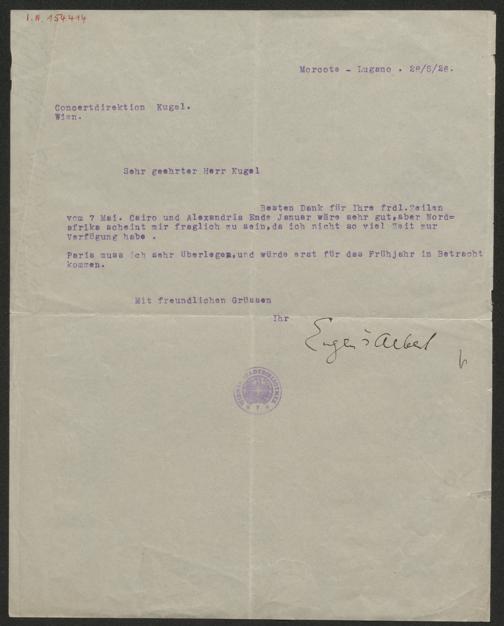 I.N. 154414
Morcote - Lugano . 28/5/26.
Concertdirektion Kugel.
Wien.
Sehr geehrter Herr Kugel
Besten Dank für Ihre frdl.Zeilen
vom 7 Mai. Cairo und Alexandria Ende Januar wäre sehr gut,aber Nord=
afrika scheint mir fraglich zu sein,da ich nicht so viel Zeit zur
Verfügung habe .
Paris muss ich sehr überlegen,und würde erst für das Frühjahr in Betracht
kommen.
Mit freundlichen Grüssen
Ihr
Eugen d'Albert